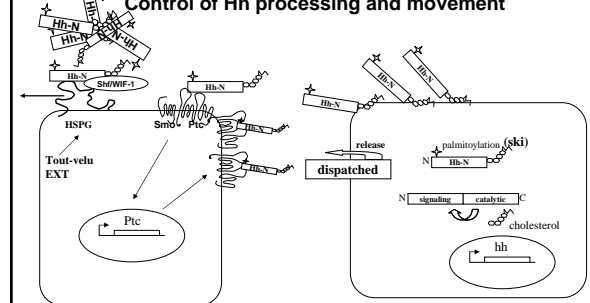 Control of Hh processing and movement
Hh
Hh-N
Hh-N
Hh-N
Hh-N
Shf/WIF-1
Hh-N
HSPG
Smo
Ptc
Hh-N
Hh-N
Tout-velu
EXT
Ptc
Hh-N
Hh-N
Hh-N
release
dispatched
palmitoylation (ski)
N
Hh-N
N
signaling
catalytic
C
cholesterol
hh